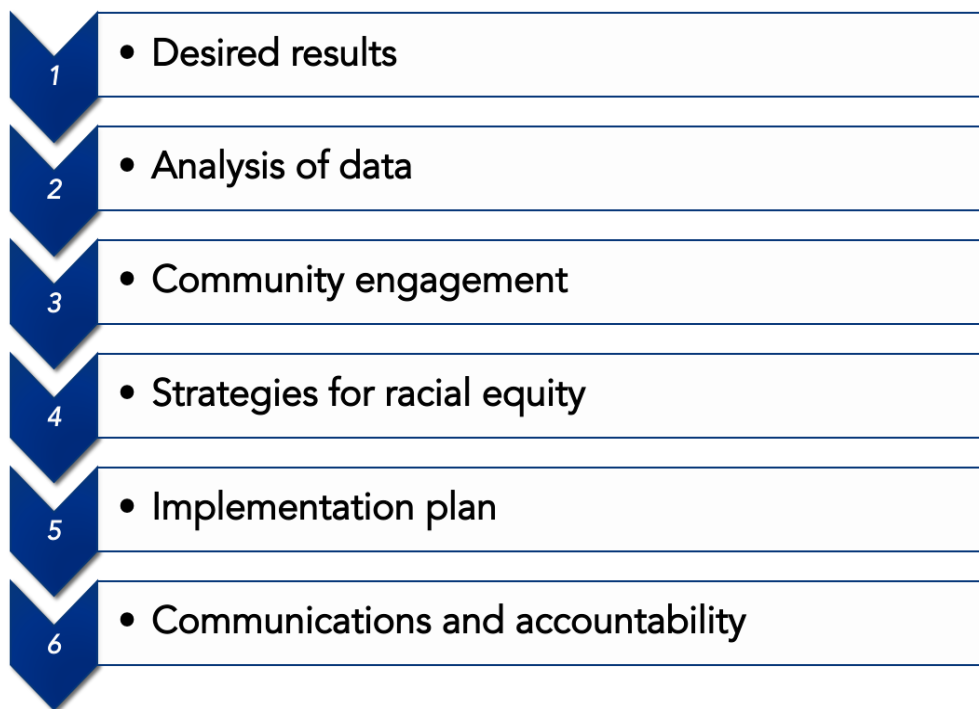 1
• Desired results
2
• Analysis of data
3
• Community engagement
4
• Strategies for racial equity
5
• Implementation plan
6
• Communications and accountability